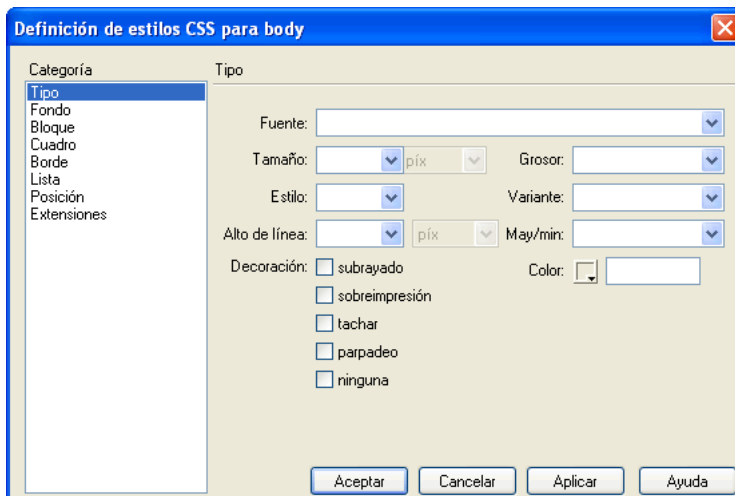 Definición de estilos CSS para body
Categoría
Tipo
Fondo
Bloque
Cuadro
Borde
Lista
Posición
Extensiones
Tipo
Fuente:
Tamaño: píx Grosor:
Estilo: Variante:
Alto de línea: píx May/min:
Decoración: subrayado Color:
sobreimpresión
tachar
parpadeo
ninguna
Aceptar Cancelar Aplicar Ayuda